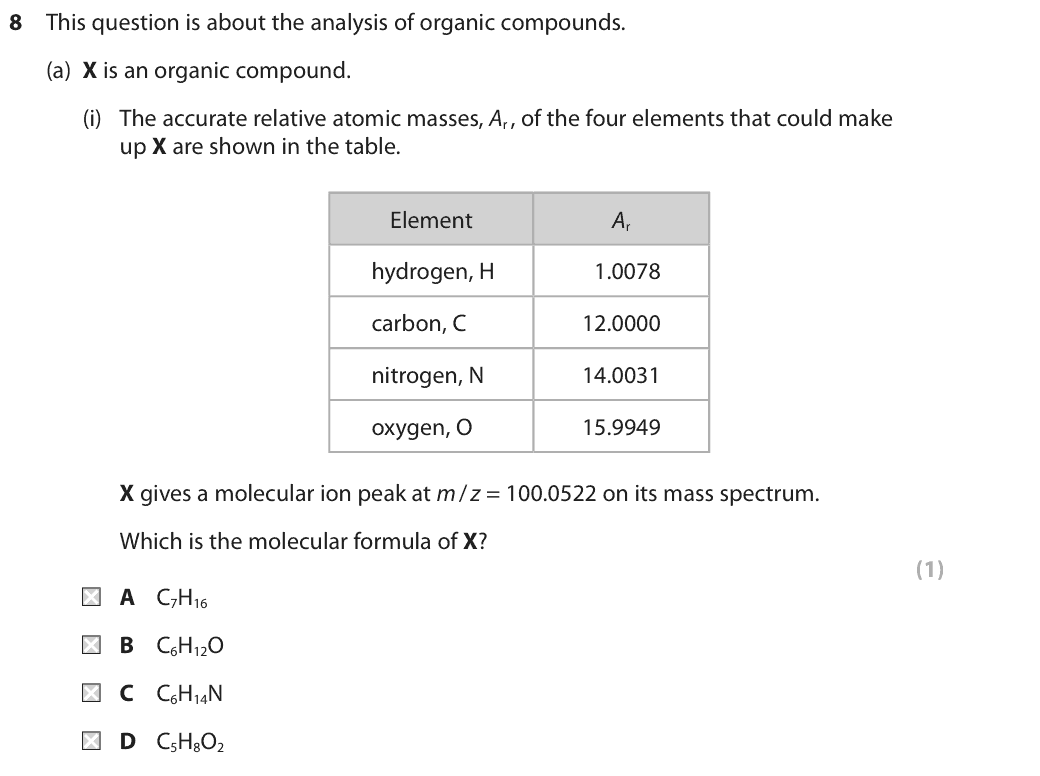 8 This question is about the analysis of organic compounds.
(a) X is an organic compound.
(i) The accurate relative atomic masses, Aᵣ, of the four elements that could make
up X are shown in the table.
Element Aᵣ
hydrogen, H 1.0078
carbon, C 12.0000
nitrogen, N 14.0031
oxygen, O 15.9949
X gives a molecular ion peak at m/z = 100.0522 on its mass spectrum.
Which is the molecular formula of X?
(1)
A C₇H₁₆
B C₆H₁₂O
C C₆H₁₄N
D C₅H₈O₂